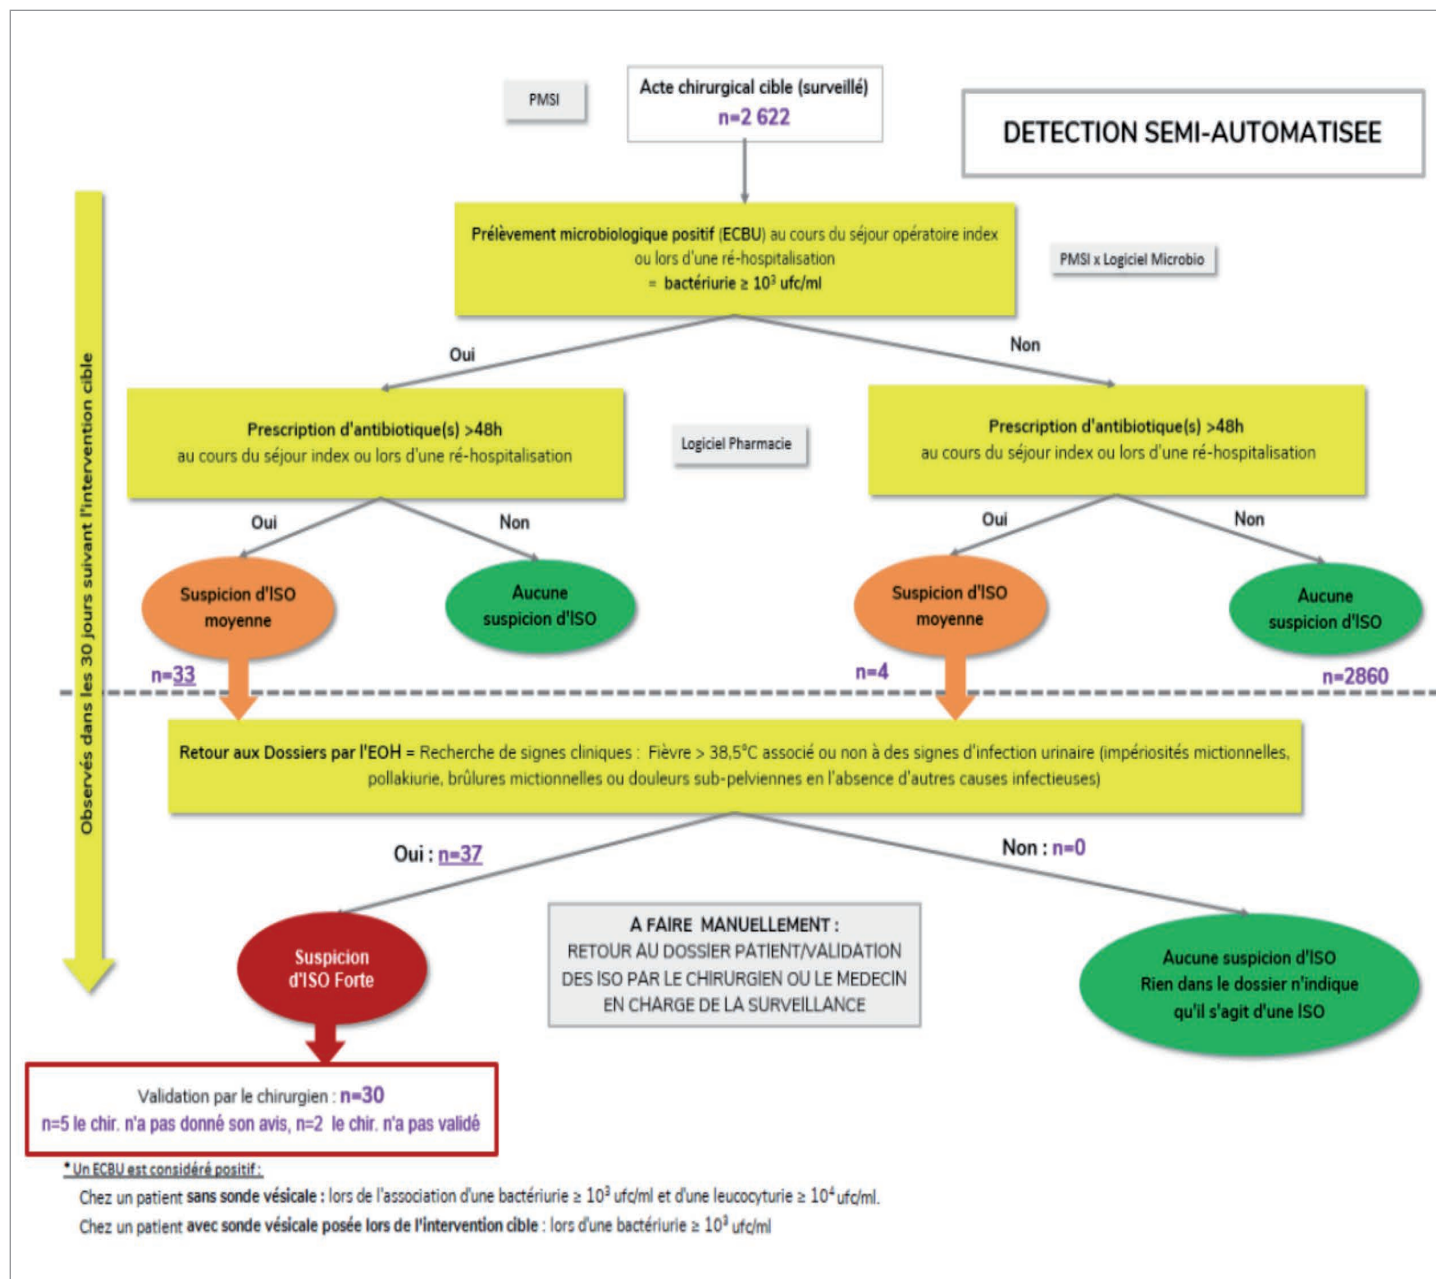 PMSI
Acte chirurgical cible (surveillé)
n=2 622
DETECTION SEMI-AUTOMATISEE
Prélèvement microbiologique positif (ECBU) au cours du séjour opératoire index
ou lors d'une ré-hospitalisation
= bactériurie ≥ 10³ ufc/ml
PMSI x Logiciel Microbio
Oui
Non
Prescription d'antibiotique(s) >48h
au cours du séjour index ou lors d'une ré-hospitalisation
Logiciel Pharmacie
Prescription d'antibiotique(s) >48h
au cours du séjour index ou lors d'une ré-hospitalisation
Oui
Non
Oui
Non
Suspicion d'ISO
moyenne
Aucune
suspicion d'ISO
Suspicion d'ISO
moyenne
Aucune
suspicion d'ISO
n=33
n=4
n=2860
Observés dans les 30 jours suivant l'intervention cible
Retour aux Dossiers par l'EOH = Recherche de signes cliniques : Fièvre > 38,5°C associé ou non à des signes d'infection urinaire (impériosités mictionnelles,
pollakiurie, brûlures mictionnelles ou douleurs sub-pelviennes en l'absence d'autres causes infectieuses)
Oui : n=37
Non : n=0
Suspicion
d'ISO Forte
A FAIRE MANUELLEMENT :
RETOUR AU DOSSIER PATIENT/VALIDATION
DES ISO PAR LE CHIRURGIEN OU LE MEDECIN
EN CHARGE DE LA SURVEILLANCE
Aucune suspicion d'ISO
Rien dans le dossier n'indique
qu'il s'agit d'une ISO
Validation par le chirurgien : n=30
n=5 le chir. n'a pas donné son avis, n=2 le chir. n'a pas validé
* Un ECBU est considéré positif :
Chez un patient sans sonde vésicale : lors de l'association d'une bactériurie ≥ 10³ ufc/ml et d'une leucocyturie ≥ 10⁴ ufc/ml.
Chez un patient avec sonde vésicale posée lors de l'intervention cible : lors d'une bactériurie ≥ 10³ ufc/ml